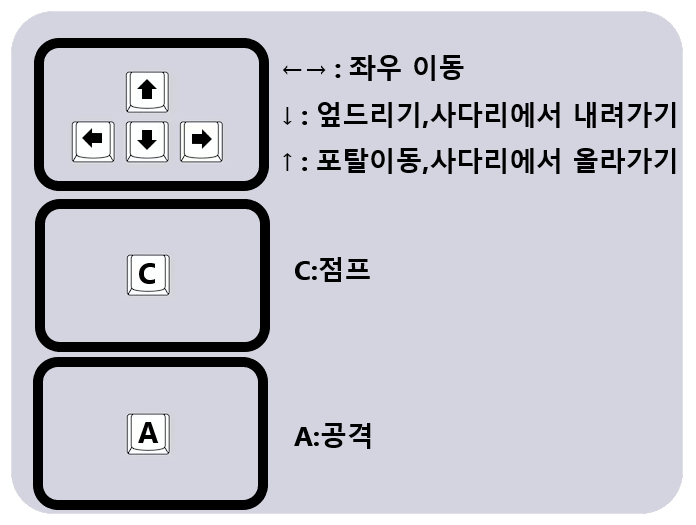 ←→ : 좌우 이동
↓ : 엎드리기,사다리에서 내려가기
↑ : 포탈이동,사다리에서 올라가기
C
C:점프
A
A:공격